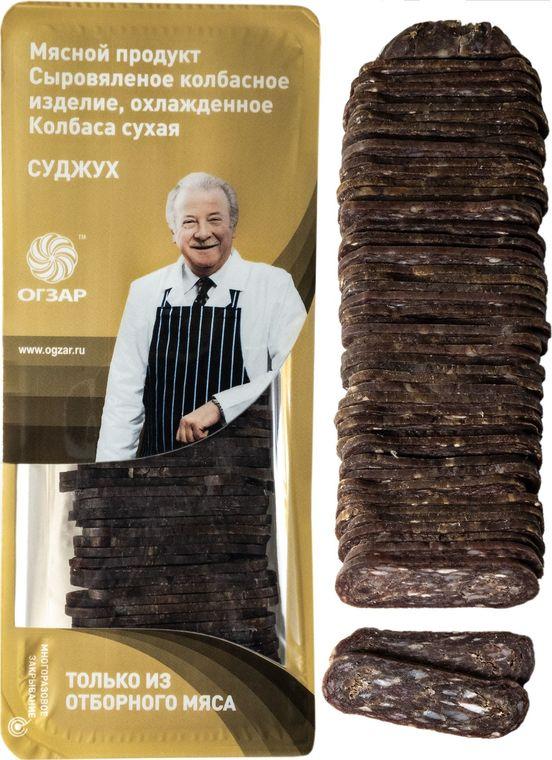 Мясной продукт
Сыровяленое колбасное
изделие, охлажденное
Колбаса сухая
СУДЖУХ
TM
ОГЗАР
www.ogzar.ru
МНОГОРАЗОВОЕ
ЗАКРЫВАНИЕ
ТОЛЬКО ИЗ
ОТБОРНОГО МЯСА